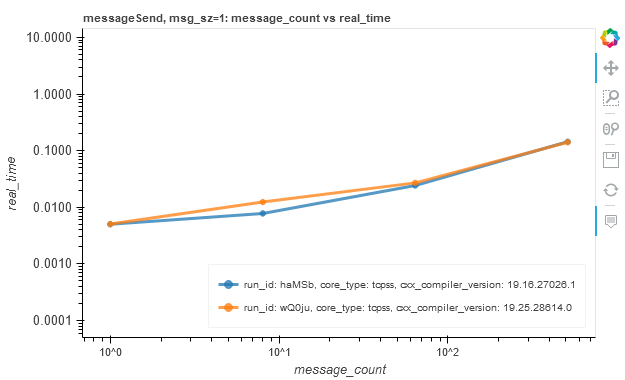 messageSend, msg_sz=1: message_count vs real_time
10.0000
1.0000
0.1000
0.0100
0.0010
0.0001
real_time
10^0
10^1
10^2
message_count
run_id: haMSb, core_type: tcpss, cxx_compiler_version: 19.16.27026.1
run_id: wQ0ju, core_type: tcpss, cxx_compiler_version: 19.25.28614.0